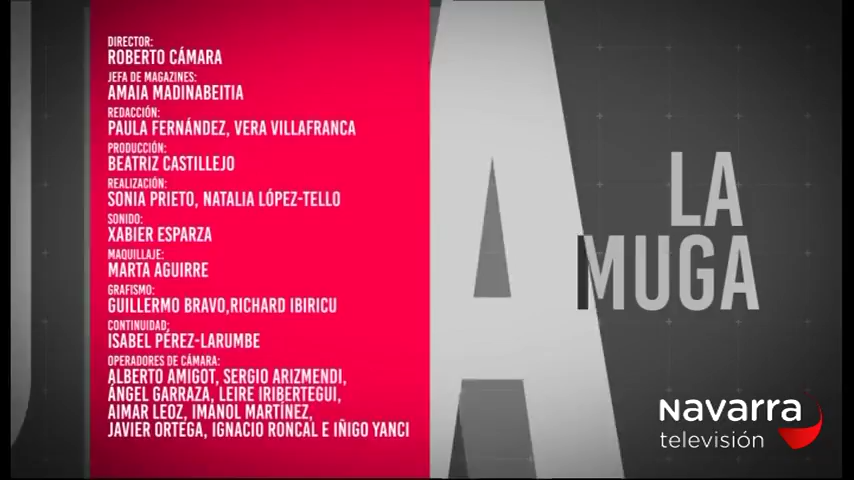 DIRECTOR:
ROBERTO CÁMARA
JEFA DE MAGAZINES:
AMAIA MADINABEITIA
REDACCIÓN:
PAULA FERNÁNDEZ, VERA VILLAFRANCA
PRODUCCIÓN:
BEATRIZ CASTILLEJO
REALIZACIÓN:
SONIA PRIETO, NATALIA LÓPEZ-TELLO
SONIDO:
XABIER ESPARZA
MAQUILLAJE:
MARTA AGUIRRE
GRAFISMO:
GUILLERMO BRAVO,RICHARD IBIRICU
CONTINUIDAD;
ISABEL PÉREZ-LARUMBE
OPERADORES DE CÁMARA:
ALBERTO AMIGOT, SERGIO ARIZMENDI,
ÁNGEL GARRAZA, LEIRE IRIBERTEGUI,
AIMAR LEOZ, IMÁNOL MARTÍNEZ,
JAVIER ORTEGA, IGNACIO RONCAL E IÑIGO YANCI
A
LA
MUGA
Navarra
televisión